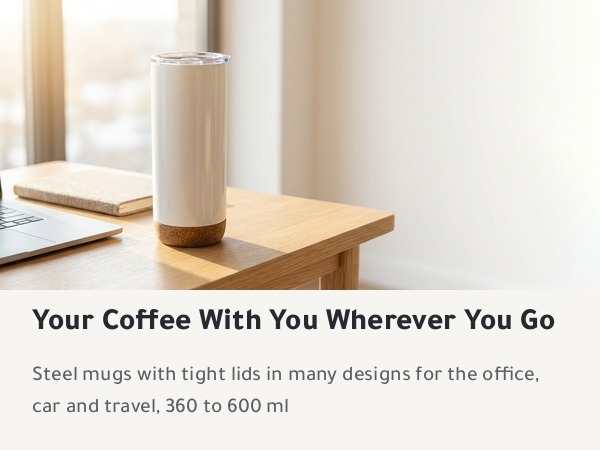 Your Coffee With You Wherever You Go
Steel mugs with tight lids in many designs for the office,
car and travel, 360 to 600 ml